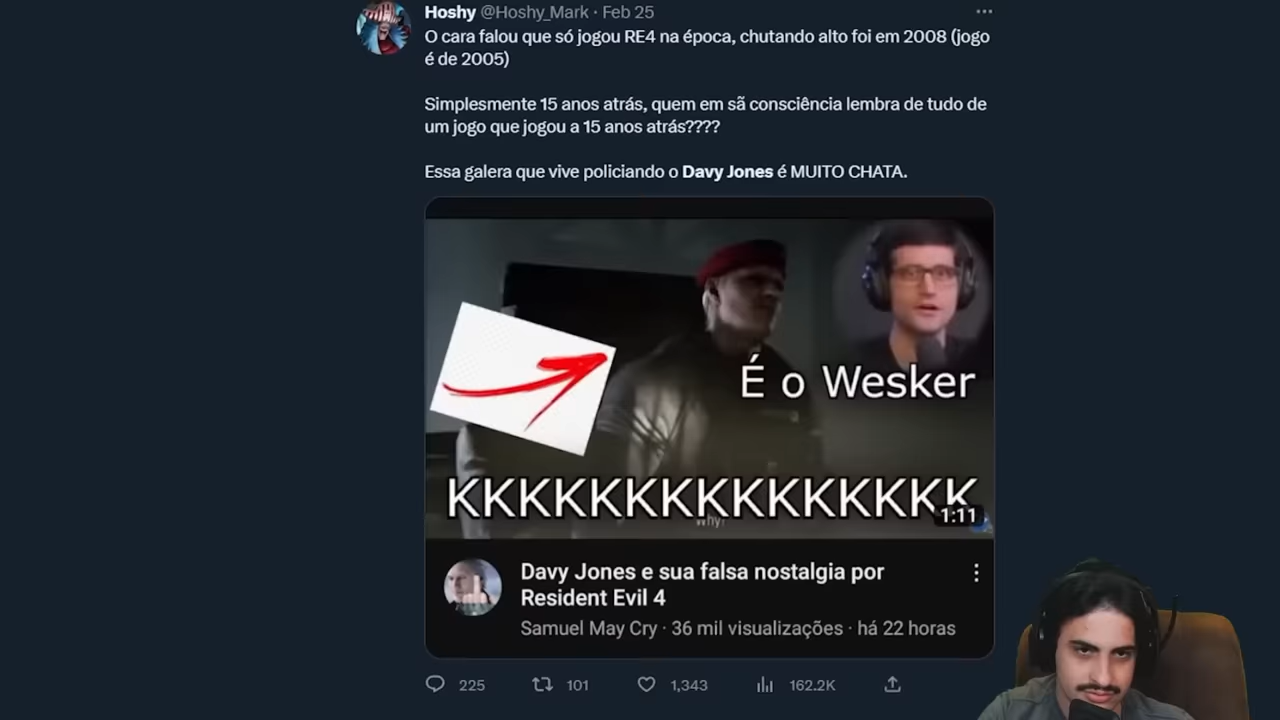 Hoshy @Hoshy_Mark · Feb 25
O cara falou que só jogou RE4 na época, chutando alto foi em 2008 (jogo
é de 2005)
Simplesmente 15 anos atrás, quem em sã consciência lembra de tudo de
um jogo que jogou a 15 anos atrás????
Essa galera que vive policiando o Davy Jones é MUITO CHATA.
É o Wesker
KKKKKKKKKKKKKKK
why?
1:11
Davy Jones e sua falsa nostalgia por
Resident Evil 4
Samuel May Cry · 36 mil visualizações · há 22 horas
225 101 1,343 162.2K